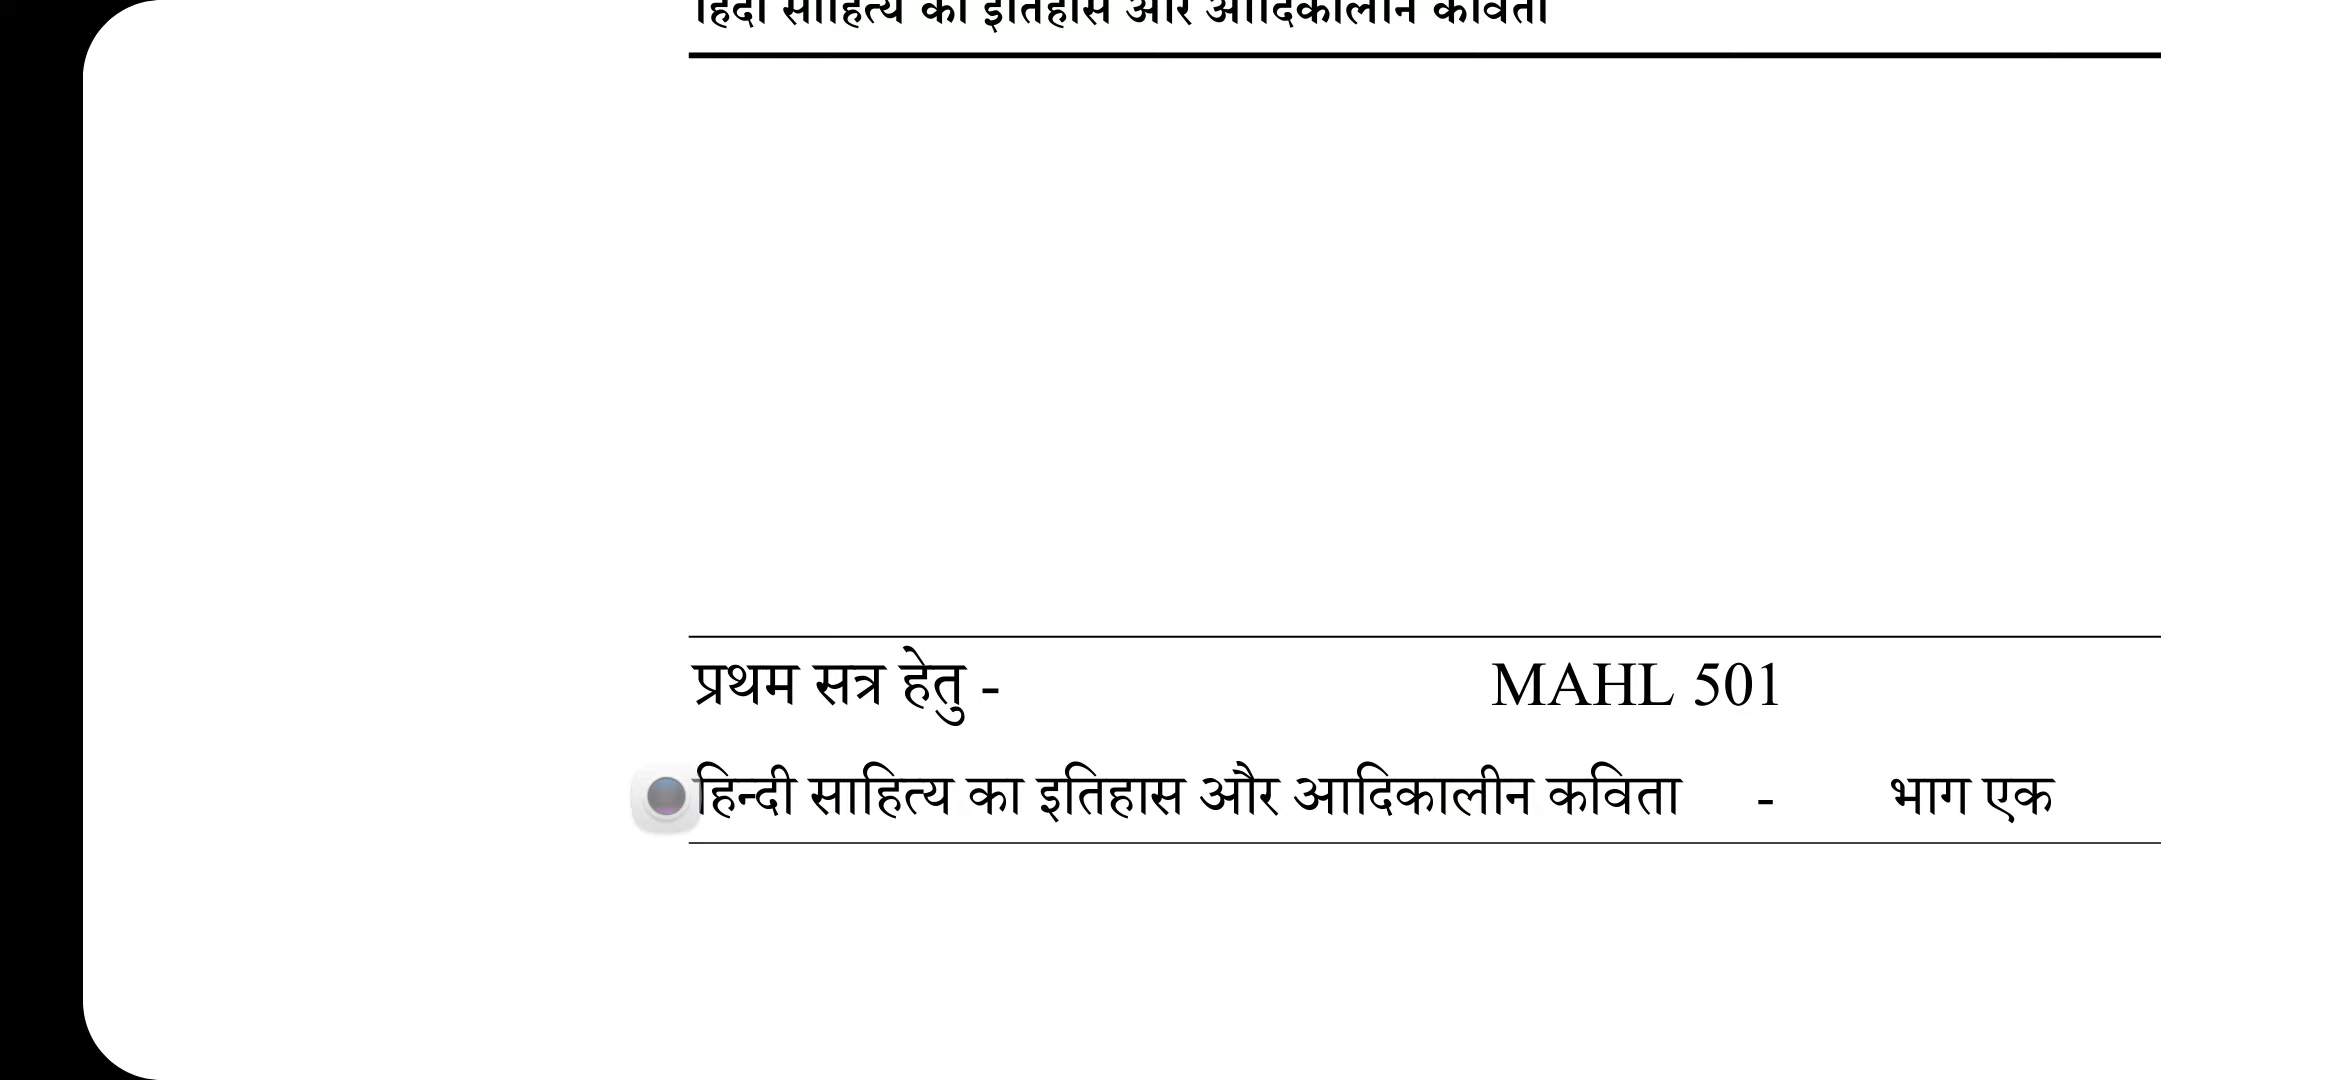 हिंदी साहित्य का इतिहास और आदिकालीन कविता
प्रथम सत्र हेतु - MAHL 501
हिन्दी साहित्य का इतिहास और आदिकालीन कविता - भाग एक